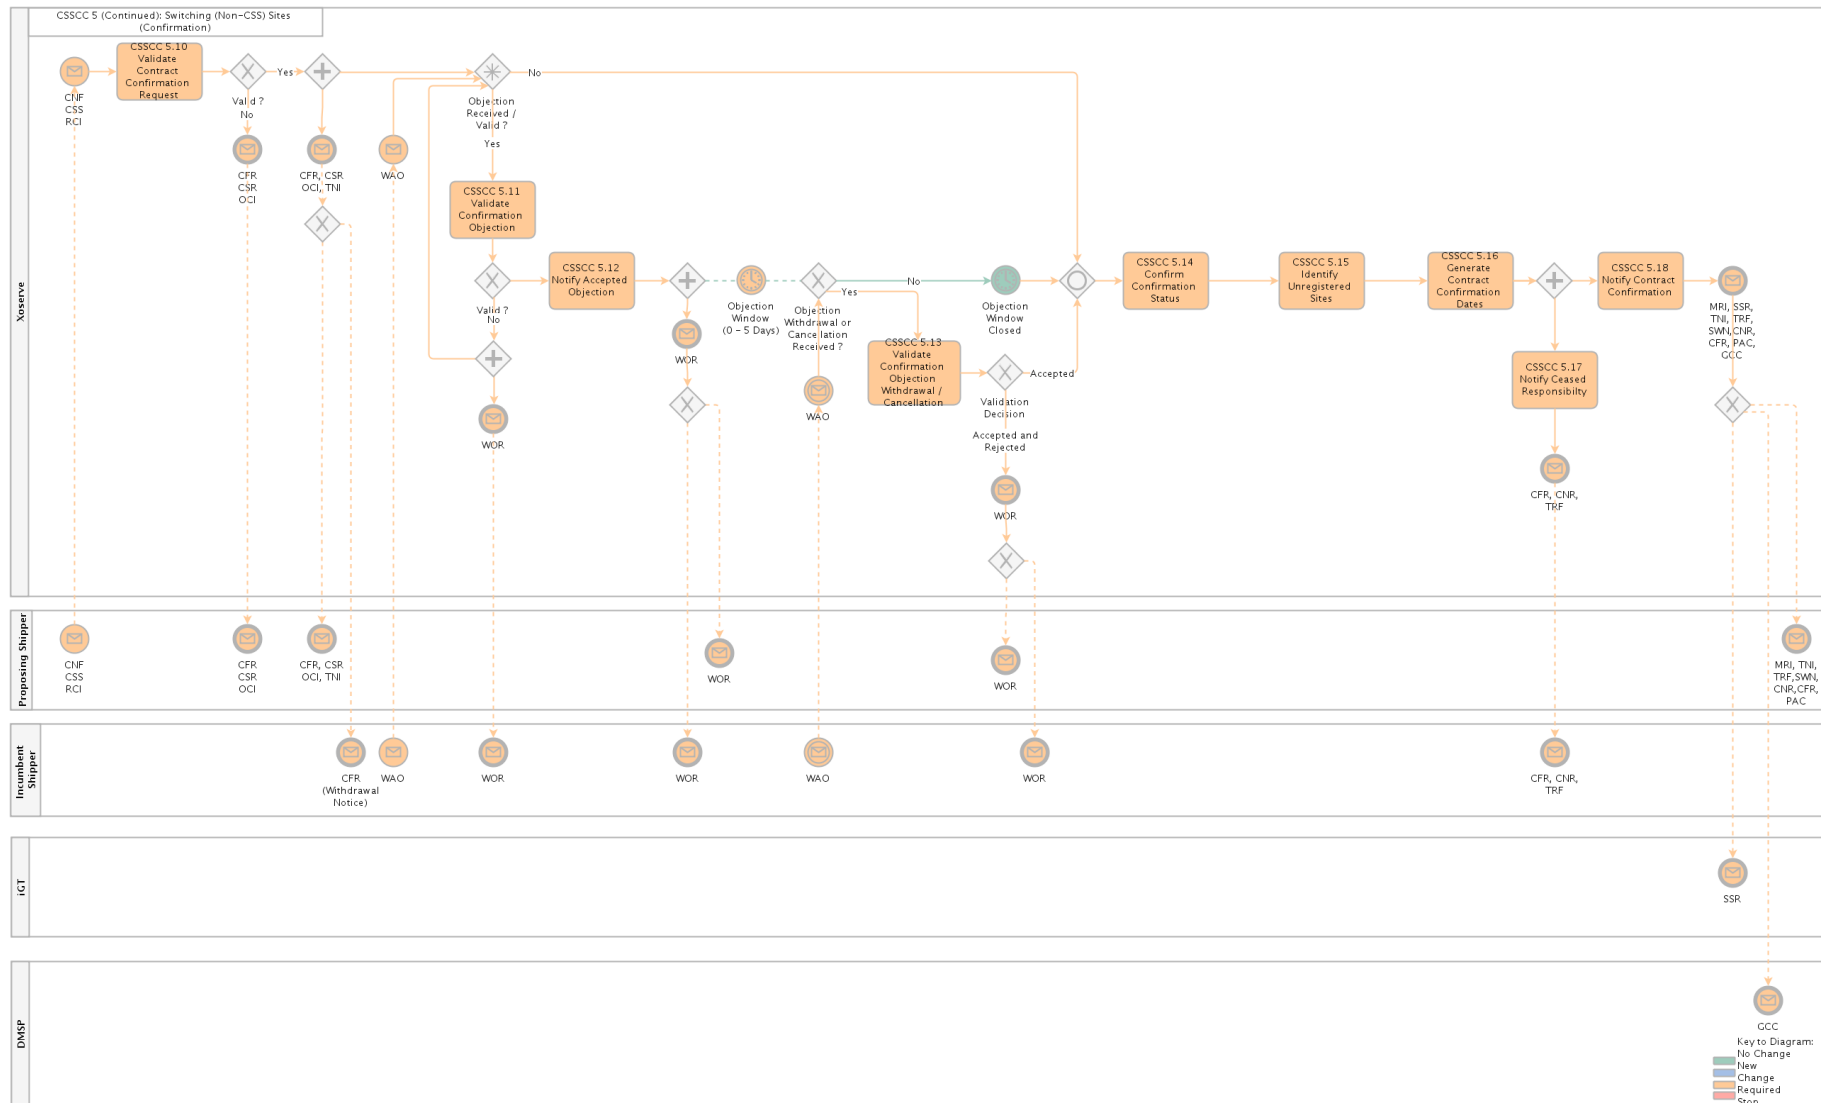 CSSCC 5 (Continued): Switching (Non-CSS) Sites
(Confirmation)
Xoserve
CNF
CSS
RCI
CSSCC 5.10
Validate
Contract
Confirmation
Request
Valid ?
Yes
No
CFR
CSR
OCI
CFR, CSR
OCI, TNI
WAO
Objection
Received /
Valid ?
No
Yes
CSSCC 5.11
Validate
Confirmation
Objection
Valid ?
No
WOR
CSSCC 5.12
Notify Accepted
Objection
WOR
Objection
Window
(0 - 5 Days)
Objection
Withdrawal or
Cancellation
Received ?
No
Yes
WAO
Objection
Window
Closed
CSSCC 5.13
Validate
Confirmation
Objection
Withdrawal /
Cancellation
Accepted
Validation
Decision
Accepted and
Rejected
WOR
CSSCC 5.14
Confirm
Confirmation
Status
CSSCC 5.15
Identify
Unregistered
Sites
CSSCC 5.16
Generate
Contract
Confirmation
Dates
CSSCC 5.17
Notify Ceased
Responsibilty
CFR, CNR,
TRF
CSSCC 5.18
Notify Contract
Confirmation
MRI, SSR,
TNI, TRF,
SWN,CNR,
CFR, PAC,
GCC
Proposing Shipper
CNF
CSS
RCI
CFR
CSR
OCI
CFR, CSR
OCI, TNI
WOR
WOR
MRI, TNI,
TRF,SWN,
CNR,CFR,
PAC
Incumbent
Shipper
CFR
(Withdrawal
Notice)
WAO
WOR
WOR
WAO
WOR
CFR, CNR,
TRF
iGT
SSR
DMSP
GCC
Key to Diagram:
No Change
New
Change
Required
Stop